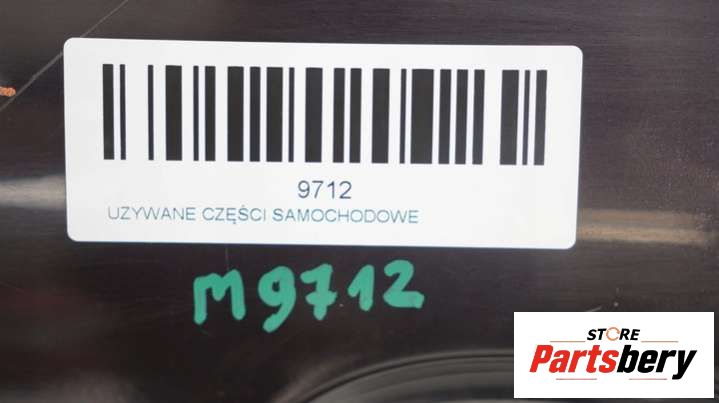 9712
UZYWANE CZĘŚCI SAMOCHODOWE
M9712
STORE
Partsbery